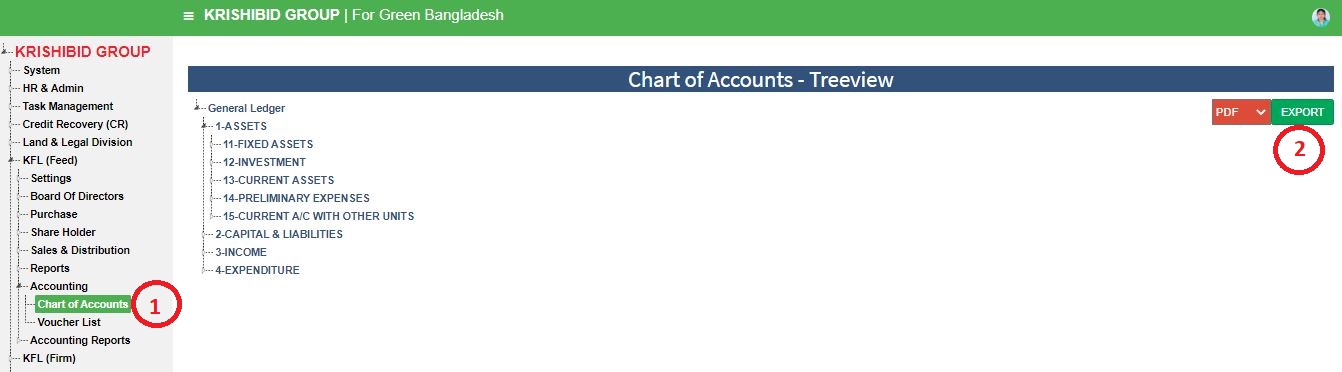 KRISHIBID GROUP | For Green Bangladesh
KRISHIBID GROUP
System
HR & Admin
Task Management
Credit Recovery (CR)
Land & Legal Division
KFL (Feed)
Settings
Board Of Directors
Purchase
Share Holder
Sales & Distribution
Reports
Accounting
Chart of Accounts
1
Voucher List
Accounting Reports
KFL (Firm)
Chart of Accounts - Treeview
PDF EXPORT
2
General Ledger
1-ASSETS
11-FIXED ASSETS
12-INVESTMENT
13-CURRENT ASSETS
14-PRELIMINARY EXPENSES
15-CURRENT A/C WITH OTHER UNITS
2-CAPITAL & LIABILITIES
3-INCOME
4-EXPENDITURE